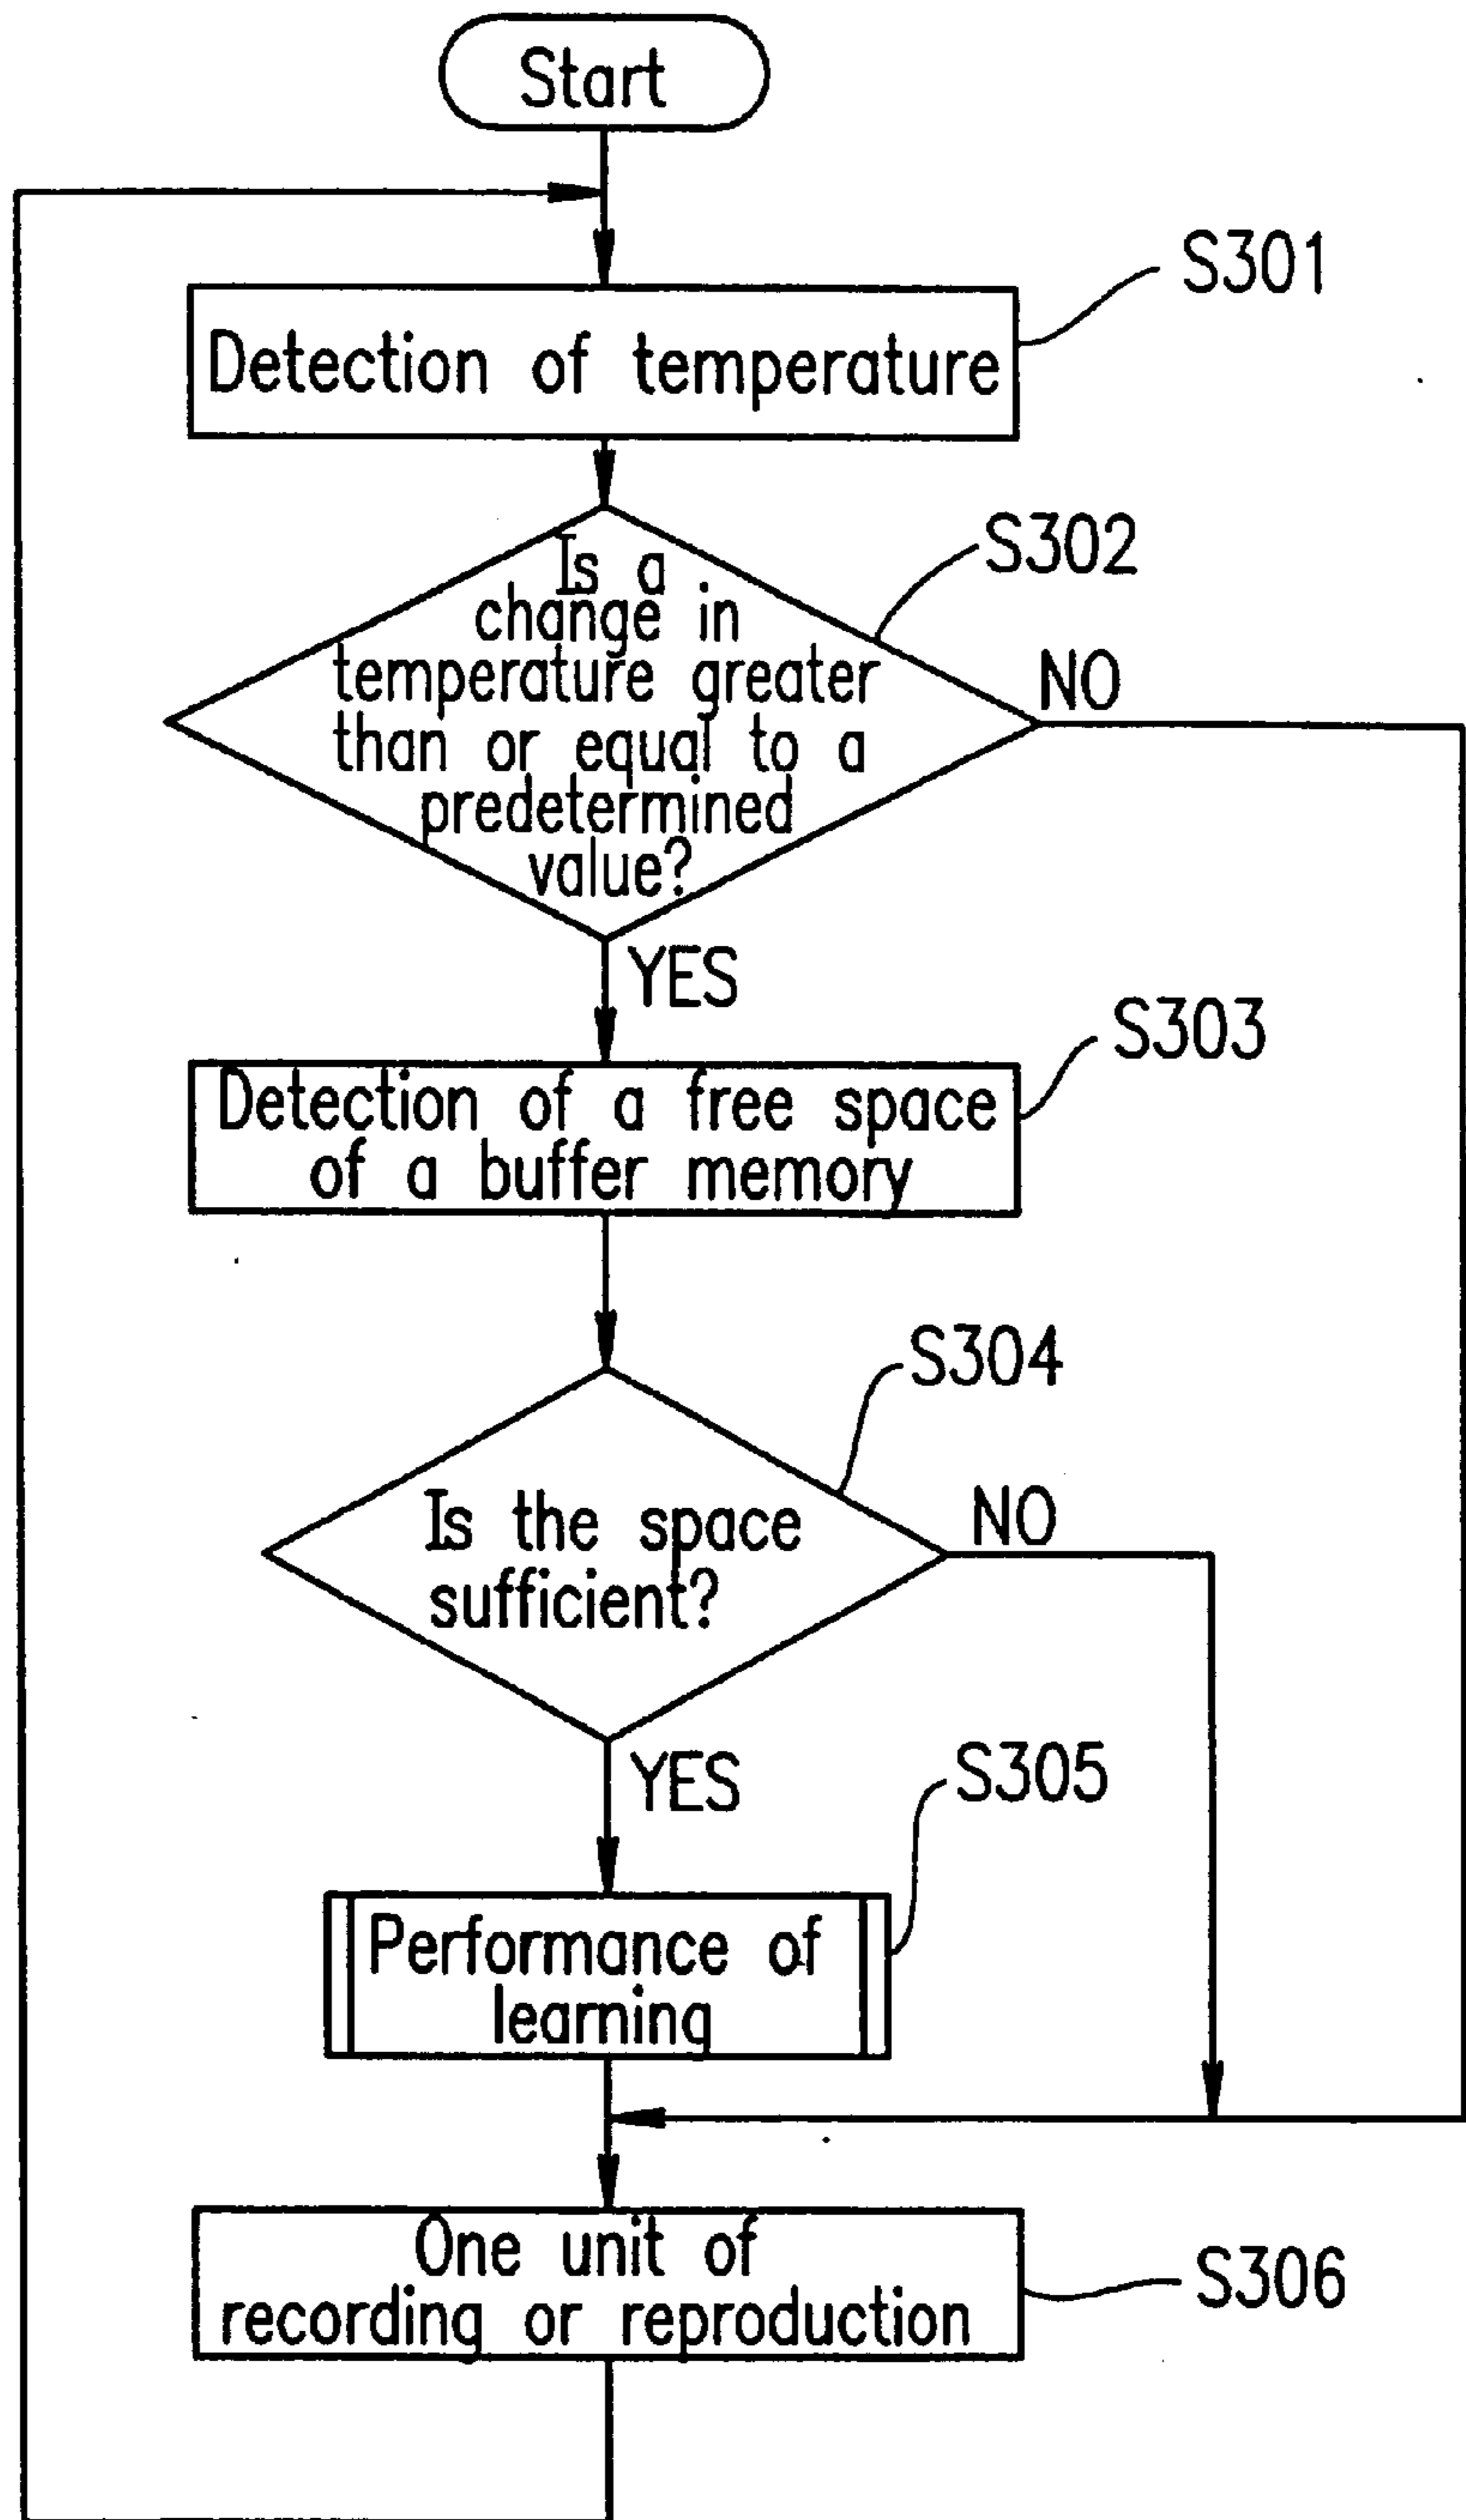 Start
S301
Detection of temperature
S302
Is a
change in
temperature greater
than or equal to a
predetermined
value?
NO
YES
S303
Detection of a free space
of a buffer memory
S304
Is the space
sufficient?
NO
YES
S305
Performance of
learning
One unit of
recording or reproduction
S306